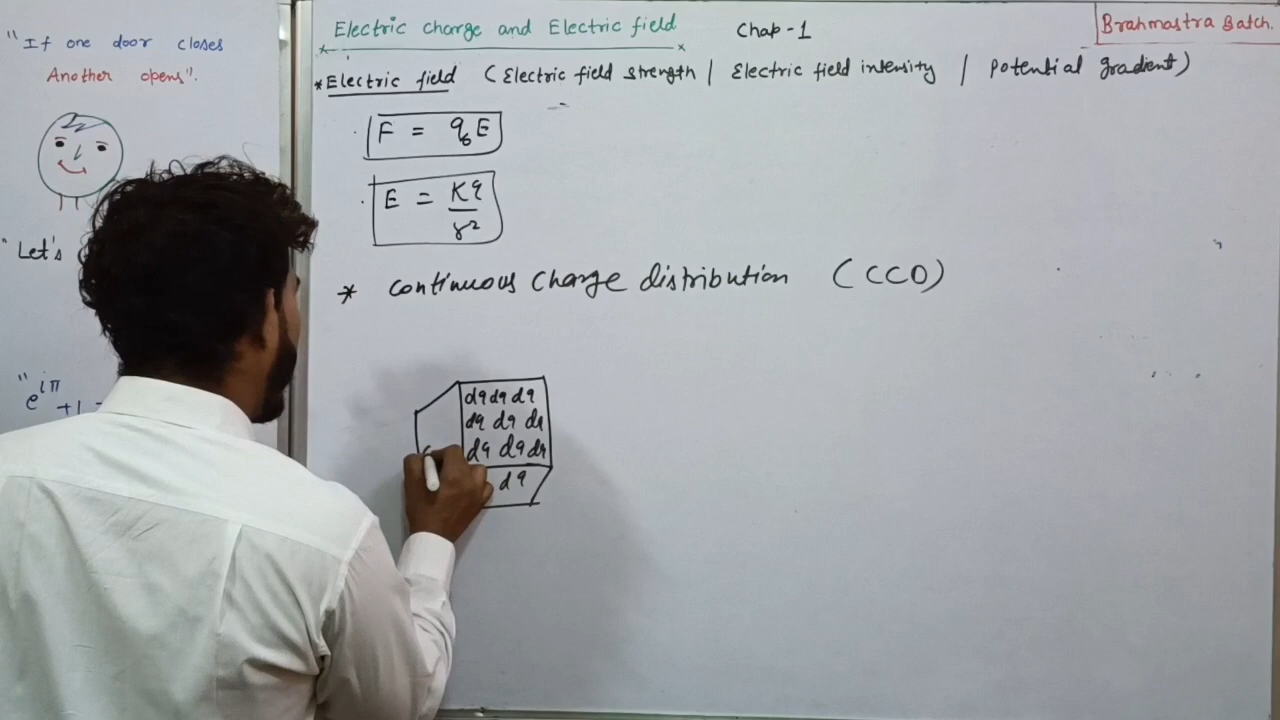 "If one door closes
Another opens".
"Let's
"e^iπ +1
Electric charge and Electric field
Chap-1
Brahmastra Batch.
*Electric field (Electric field strength / Electric field intensity / Potential gradient)
F = q₀E
E = Kq/r²
* Continuous Charge distribution (CCD)
dq dq dq
dq dq dq
dq dq dq
dq